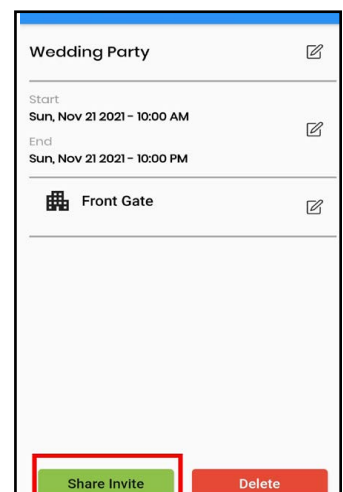 Wedding Party
Start
Sun, Nov 21 2021 - 10:00 AM
End
Sun, Nov 21 2021 - 10:00 PM
Front Gate
Share Invite Delete